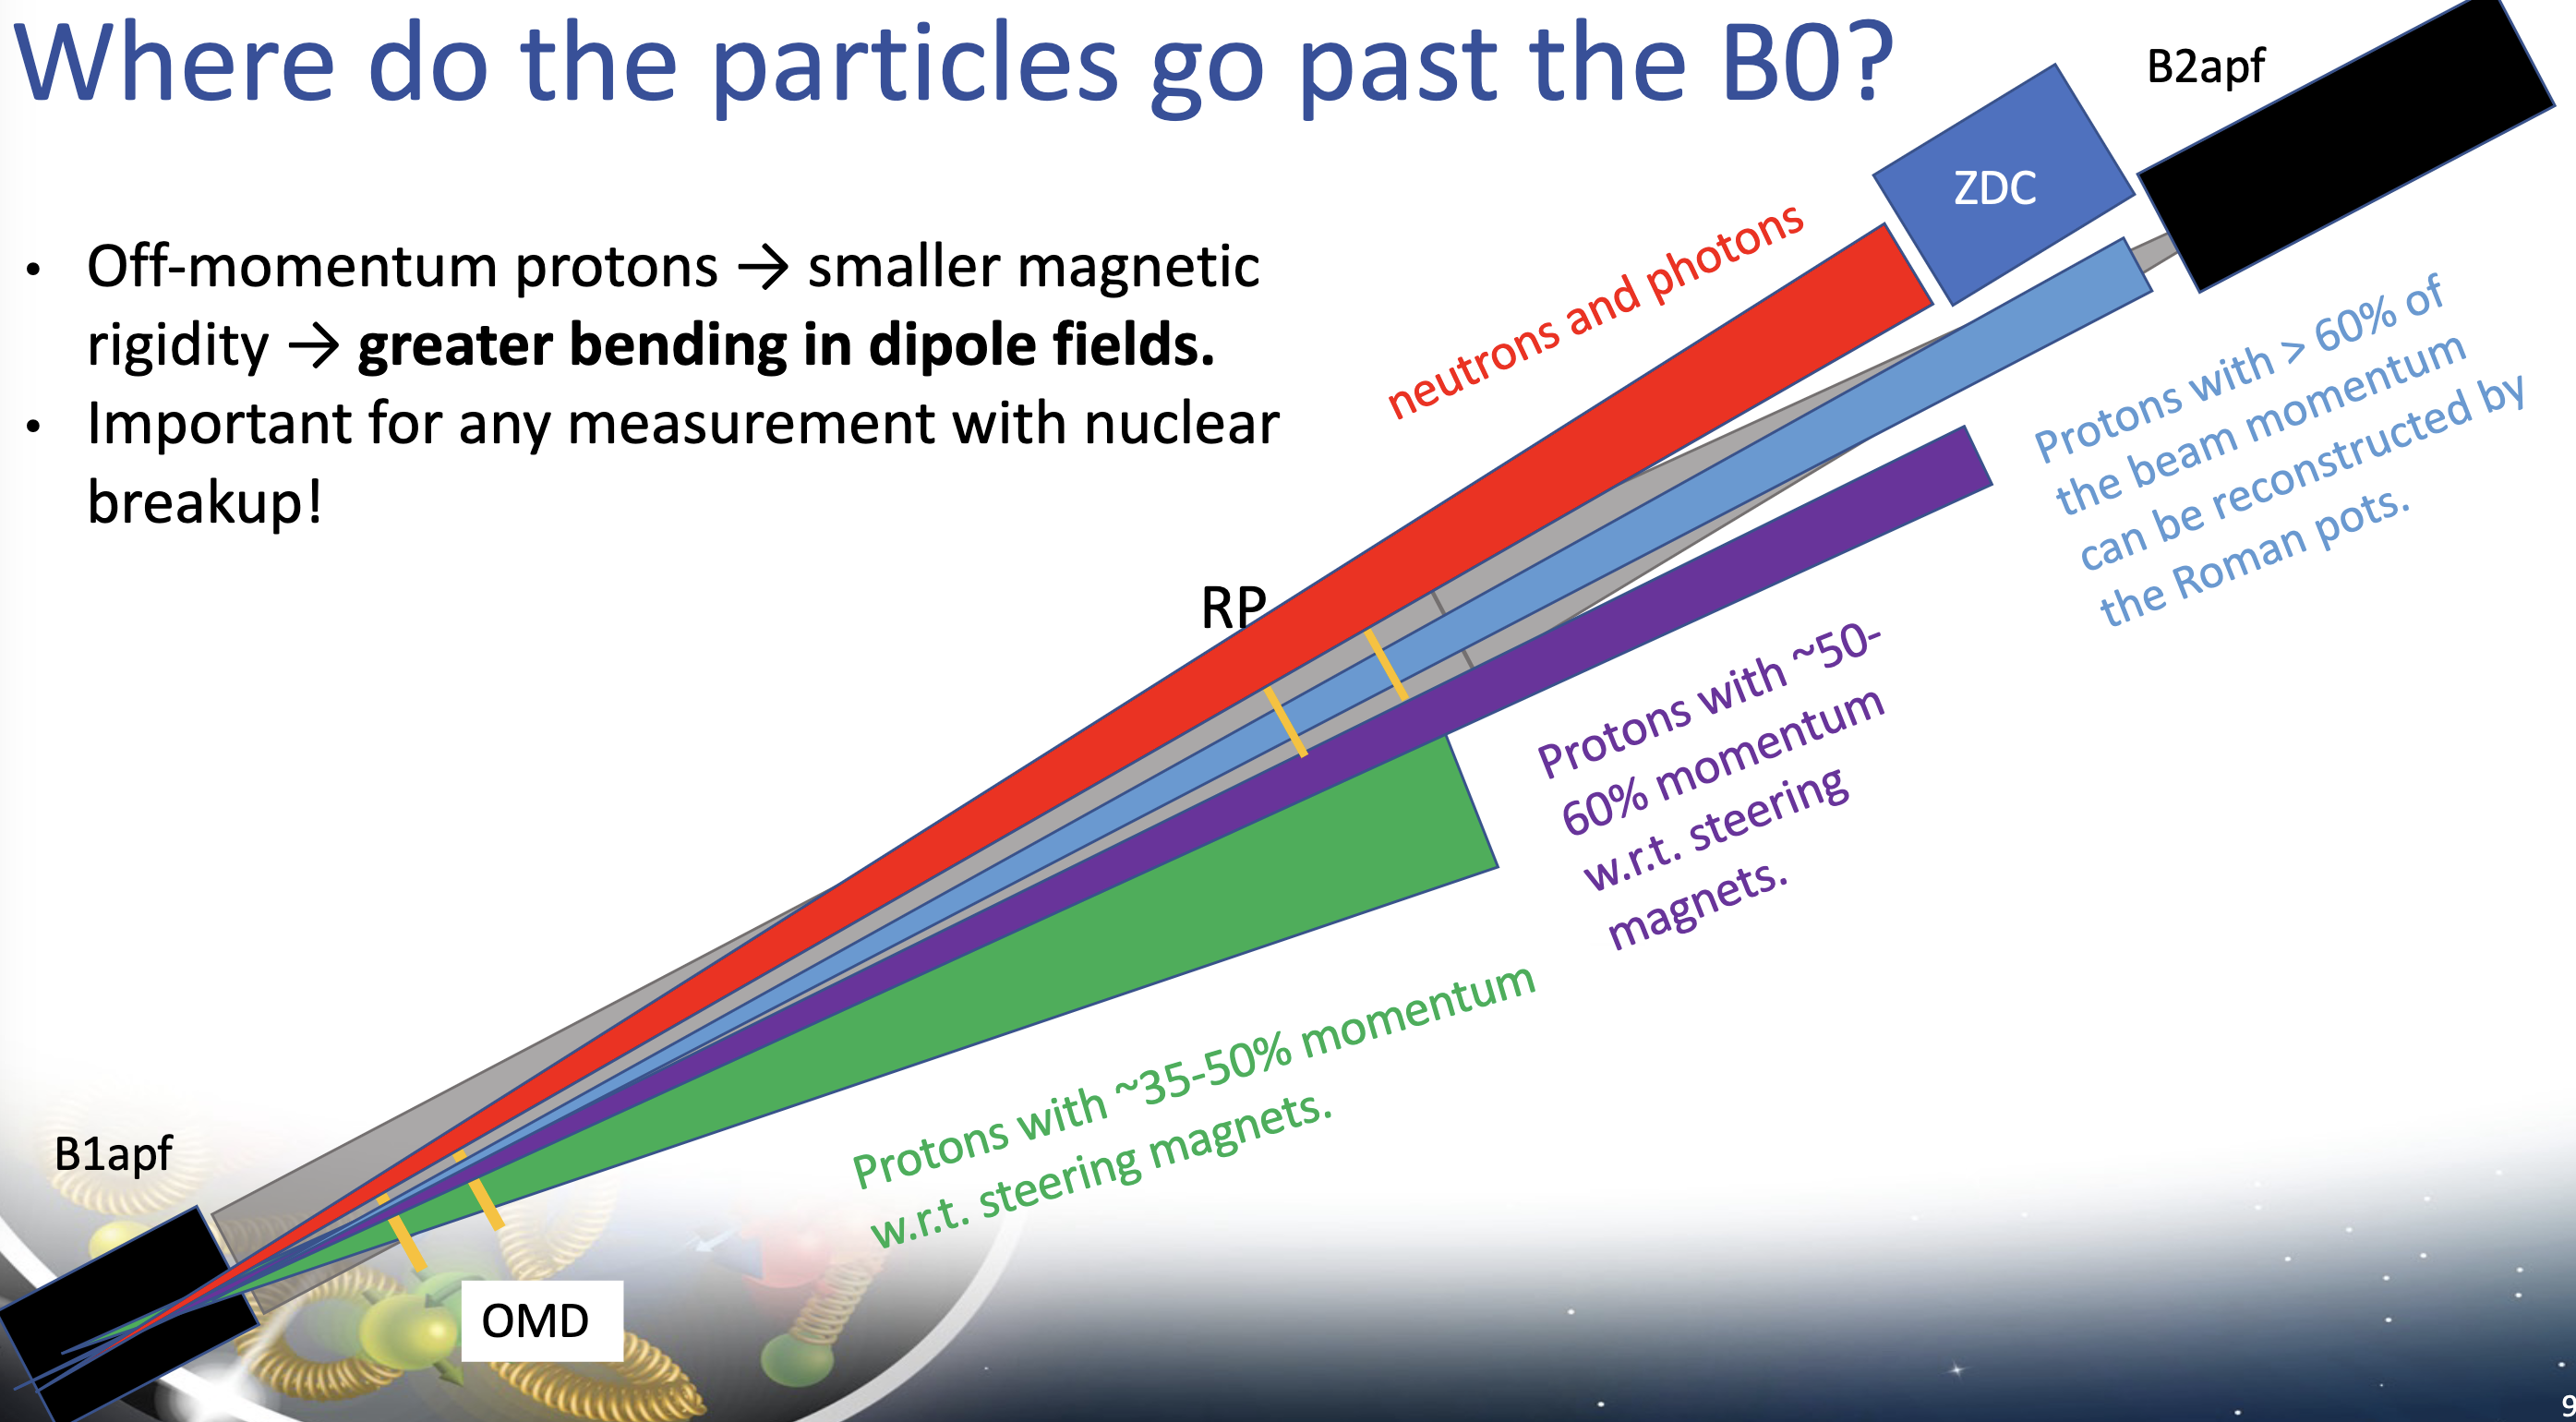 Where do the particles go past the B0?
B2apf
ZDC
• Off-momentum protons → smaller magnetic
rigidity → greater bending in dipole fields.
• Important for any measurement with nuclear
breakup!
neutrons and photons
Protons with > 60% of
the beam momentum
can be reconstructed by
the Roman pots.
RP
Protons with ~50-
60% momentum
w.r.t. steering
magnets.
Protons with ~35-50% momentum
w.r.t. steering magnets.
B1apf
OMD
9